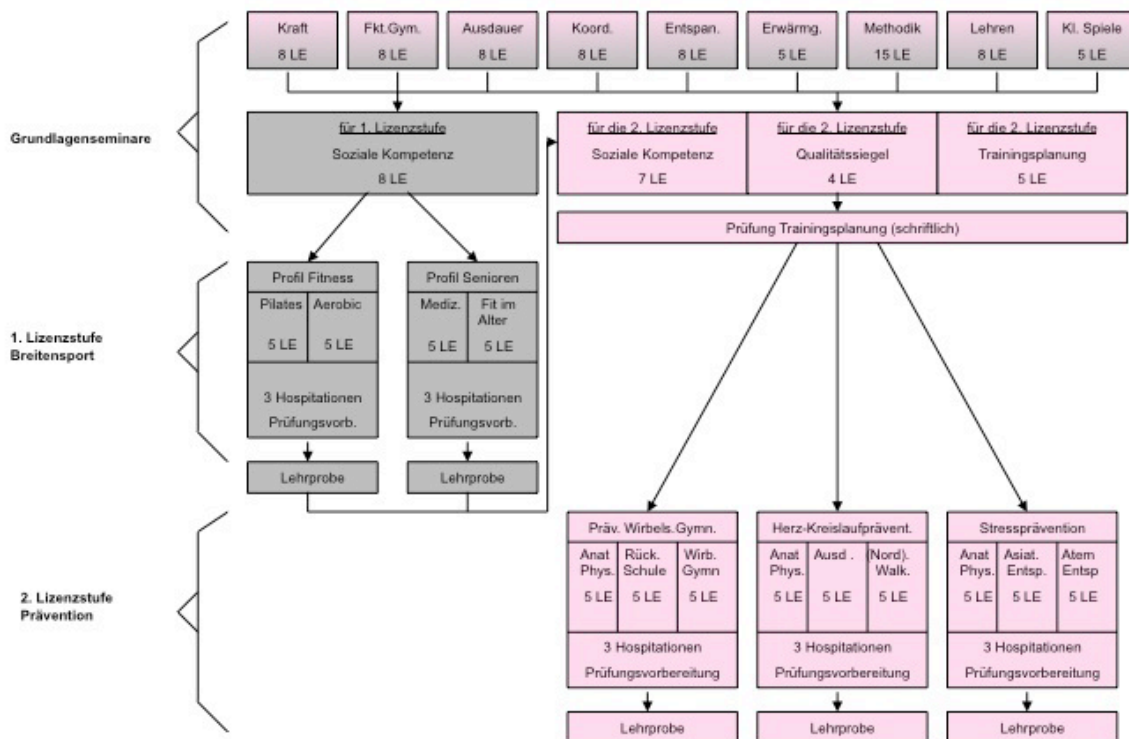 Kraft
8 LE
Fkt.Gym.
8 LE
Ausdauer
8 LE
Koord.
8 LE
Entspan.
8 LE
Erwärmg.
5 LE
Methodik
15 LE
Lehren
8 LE
Kl. Spiele
5 LE
Grundlagenseminare
für 1. Lizenzstufe
Soziale Kompetenz
8 LE
für die 2. Lizenzstufe
Soziale Kompetenz
7 LE
für die 2. Lizenzstufe
Qualitätssiegel
4 LE
für die 2. Lizenzstufe
Trainingsplanung
5 LE
Prüfung Trainingsplanung (schriftlich)
1. Lizenzstufe
Breitensport
Profil Fitness
Pilates
5 LE
Aerobic
5 LE
3 Hospitationen
Prüfungsvorb.
Lehrprobe
Profil Senioren
Mediz.
5 LE
Fit im
Alter
5 LE
3 Hospitationen
Prüfungsvorb.
Lehrprobe
2. Lizenzstufe
Prävention
Präv. Wirbels.Gymn.
Anat
Phys.
5 LE
Rück.
Schule
5 LE
Wirb.
Gymn
5 LE
3 Hospitationen
Prüfungsvorbereitung
Lehrprobe
Herz-Kreislaufprävent.
Anat
Phys.
5 LE
Ausd .
5 LE
(Nord).
Walk.
5 LE
3 Hospitationen
Prüfungsvorbereitung
Lehrprobe
Stressprävention
Anat
Phys.
5 LE
Asiat.
Entsp.
5 LE
Atem
Entsp
5 LE
3 Hospitationen
Prüfungsvorbereitung
Lehrprobe